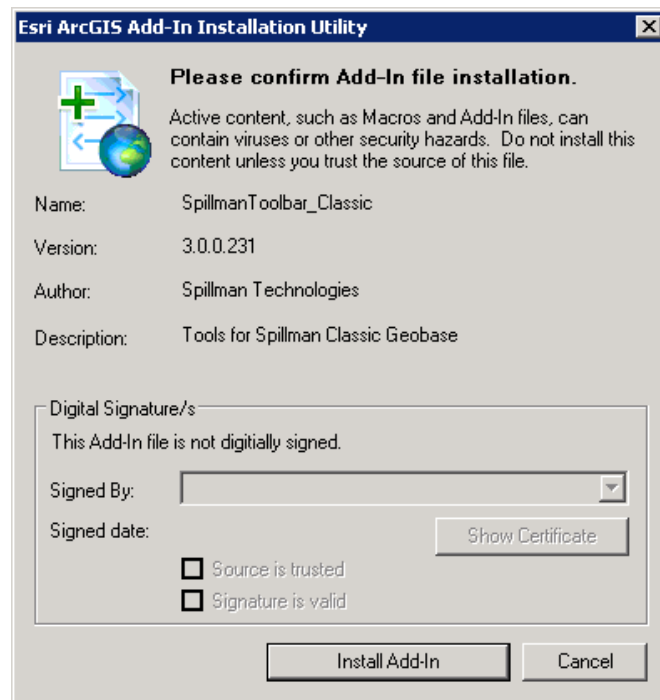 Esri ArcGIS Add-In Installation Utility
Please confirm Add-In file installation.
Active content, such as Macros and Add-In files, can
contain viruses or other security hazards. Do not install this
content unless you trust the source of this file.
Name: SpillmanToolbar_Classic
Version: 3.0.0.231
Author: Spillman Technologies
Description: Tools for Spillman Classic Geobase
Digital Signature/s
This Add-In file is not digitially signed.
Signed By:
Signed date: Show Certificate
Source is trusted
Signature is valid
Install Add-In Cancel